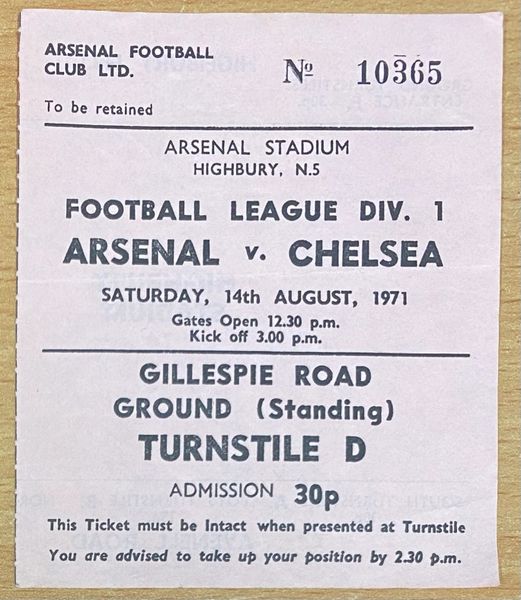 ARSENAL FOOTBALL
CLUB LTD.
Nº 10365
To be retained
ARSENAL STADIUM
HIGHBURY, N.5
FOOTBALL LEAGUE DIV. 1
ARSENAL v. CHELSEA
SATURDAY, 14th AUGUST, 1971
Gates Open 12.30 p.m.
Kick off 3.00 p.m.
GILLESPIE ROAD
GROUND (Standing)
TURNSTILE D
ADMISSION 30p
This Ticket must be Intact when presented at Turnstile
You are advised to take up your position by 2.30 p.m.